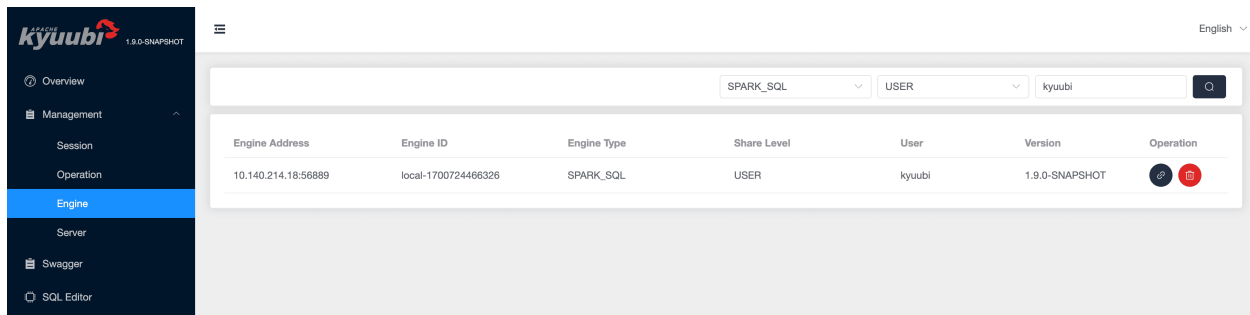 APACHE
kyuubi 1.9.0-SNAPSHOT
English
Overview
Management
Session
Operation
Engine
Server
Swagger
SQL Editor
SPARK_SQL USER kyuubi
Engine Address Engine ID Engine Type Share Level User Version Operation
10.140.214.18:56889 local-1700724466326 SPARK_SQL USER kyuubi 1.9.0-SNAPSHOT